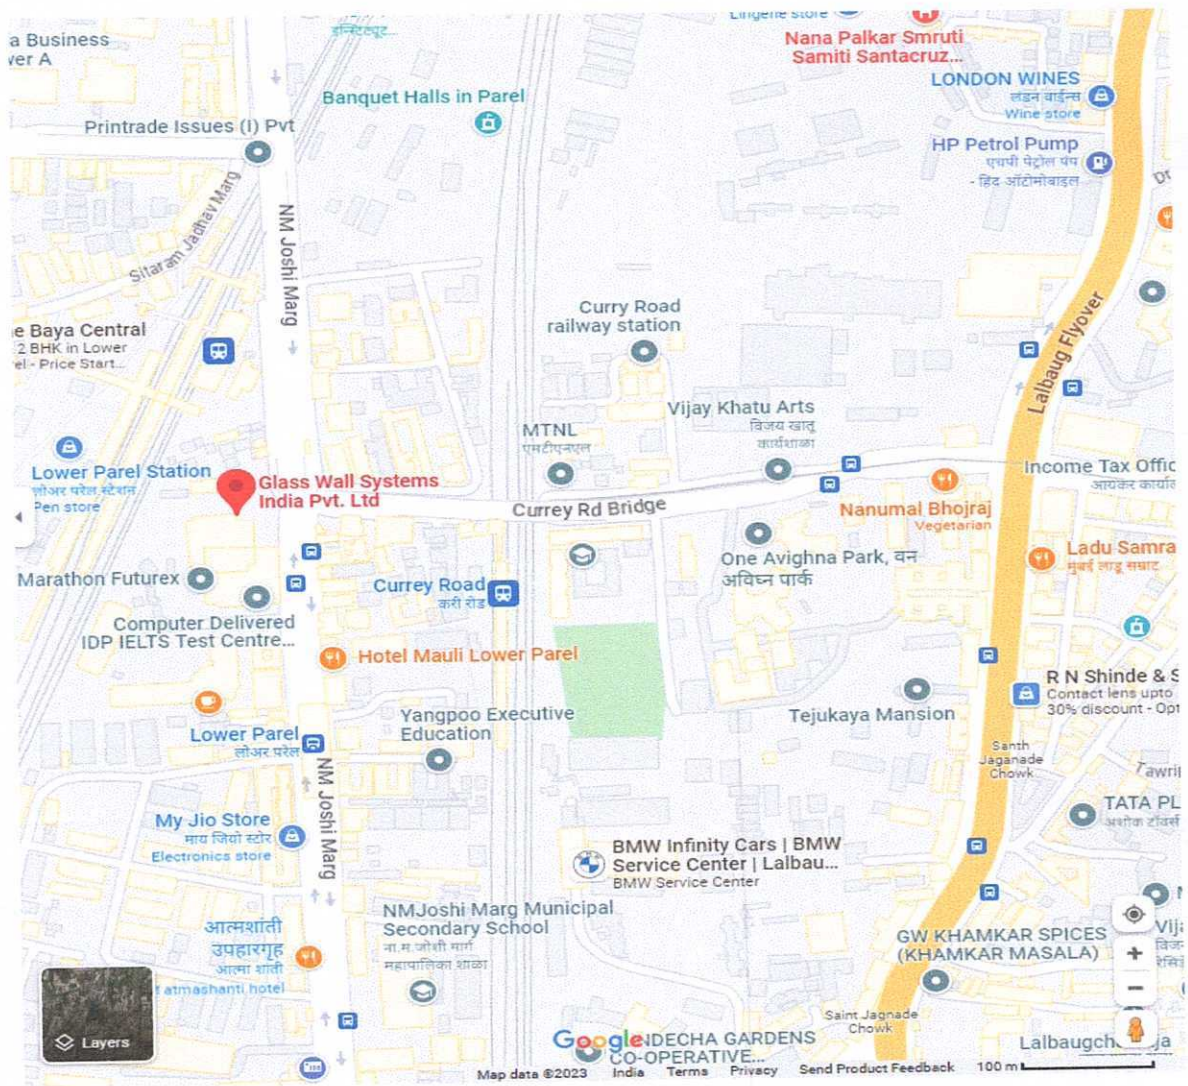 इन्स्टिट्यूट...
Lingerie store
Nana Palkar Smruti
Samiti Santacruz...
a Business
wer A
LONDON WINES
लंडन वाईन्स
Wine store
Banquet Halls in Parel
Printrade Issues (I) Pvt
HP Petrol Pump
एचपी पेट्रोल पंप
- हिंद ऑटोमोबाइल
Dr
Sitaram Jadhav Marg
NM Joshi Marg
Curry Road
railway station
Lalbaug Flyover
e Baya Central
2 BHK in Lower
el - Price Start...
Vijay Khatu Arts
विजय खातू
कार्यशाळा
MTNL
एमटीएनएल
Lower Parel Station
लोअर परेल स्टेशन
Pen store
Glass Wall Systems
India Pvt. Ltd
Income Tax Offic
आयकर कार्याल
Currey Rd Bridge
Nanumal Bhojraj
Vegetarian
One Avighna Park, वन
अविघ्न पार्क
Ladu Samra
मुंबई लाडू सम्राट
Marathon Futurex
Currey Road
करी रोड
Computer Delivered
IDP IELTS Test Centre...
Hotel Mauli Lower Parel
R N Shinde & S
Contact lens upto
30% discount - Opt
Yangpoo Executive
Education
Tejukaya Mansion
Lower Parel
लोअर परेल
Santh
Jaganade
Chowk
Tawrip
NM Joshi Marg
TATA PL
अशोक टॉवर्स
My Jio Store
माय जियो स्टोर
Electronics store
BMW Infinity Cars | BMW
Service Center | Lalbau...
BMW Service Center
NMJoshi Marg Municipal
Secondary School
ना.म.जोशी मार्ग
महापालिका शाळा
आत्मशांती
उपहारगृह
आत्मा शांती
atmashanti hotel
GW KHAMKAR SPICES
(KHAMKAR MASALA)
Vija
विज
Layers
Saint Jagnade
Chowk
Google
NDECHA GARDENS
CO-OPERATIVE...
Lalbaugch ja
Map data ©2023 India Terms Privacy Send Product Feedback 100 m